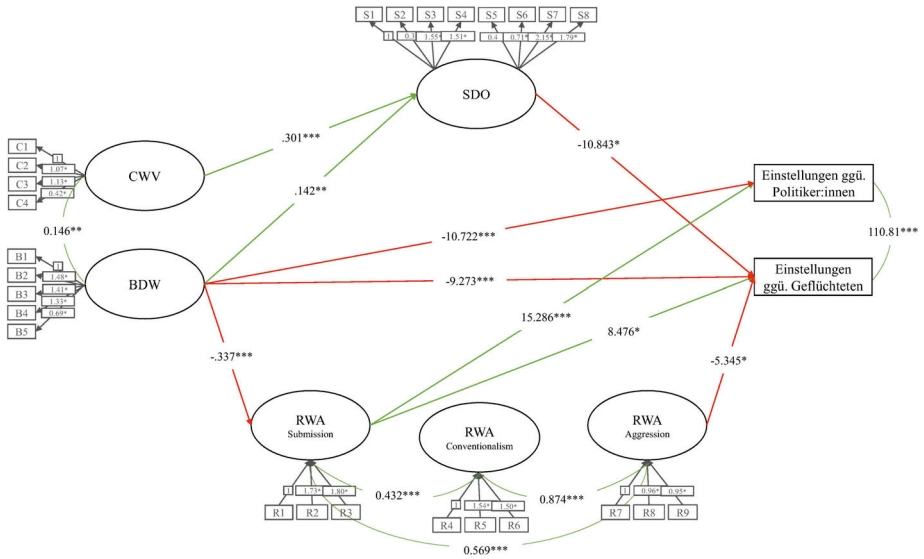 S1 S2 S3 S4 S5 S6 S7 S8
1 0.3 1.55* 1.51* 0.4 0.71* 2.15* 1.79*
SDO
.301***
-10.843*
C1
C2
C3
C4
1
1.07*
1.13*
0.42*
CWV
.142**
Einstellungen ggü.
Politiker:innen
0.146**
-10.722***
110.81***
B1
B2
B3
B4
B5
1
1.48*
1.41*
1.33*
0.69*
BDW
-9.273***
Einstellungen
ggü. Geflüchteten
15.286***
8.476*
-.337***
-5.345*
RWA
Submission
RWA
Conventionalism
RWA
Aggression
1 1.73* 1.80*
R1 R2 R3
0.432***
1 1.54* 1.50*
R4 R5 R6
0.874***
1 0.96* 0.95*
R7 R8 R9
0.569***